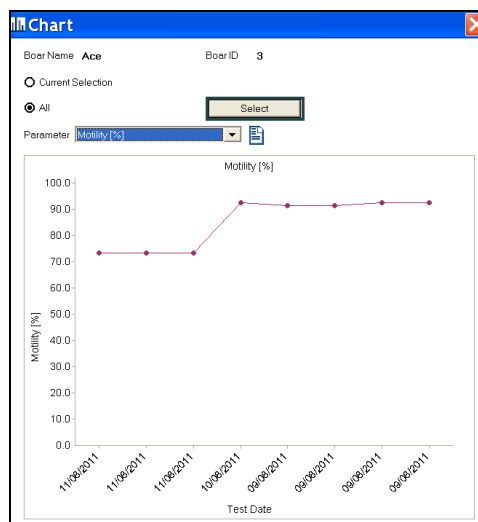 Chart
Boar Name Ace Boar ID 3
Current Selection
All Select
Parameter Motility [%]
Motility [%]
100.0
90.0
80.0
70.0
60.0
50.0
40.0
30.0
20.0
10.0
0.0
Motility [%]
11/08/2011 11/08/2011 11/08/2011 10/08/2011 09/08/2011 09/08/2011 09/08/2011 09/08/2011
Test Date